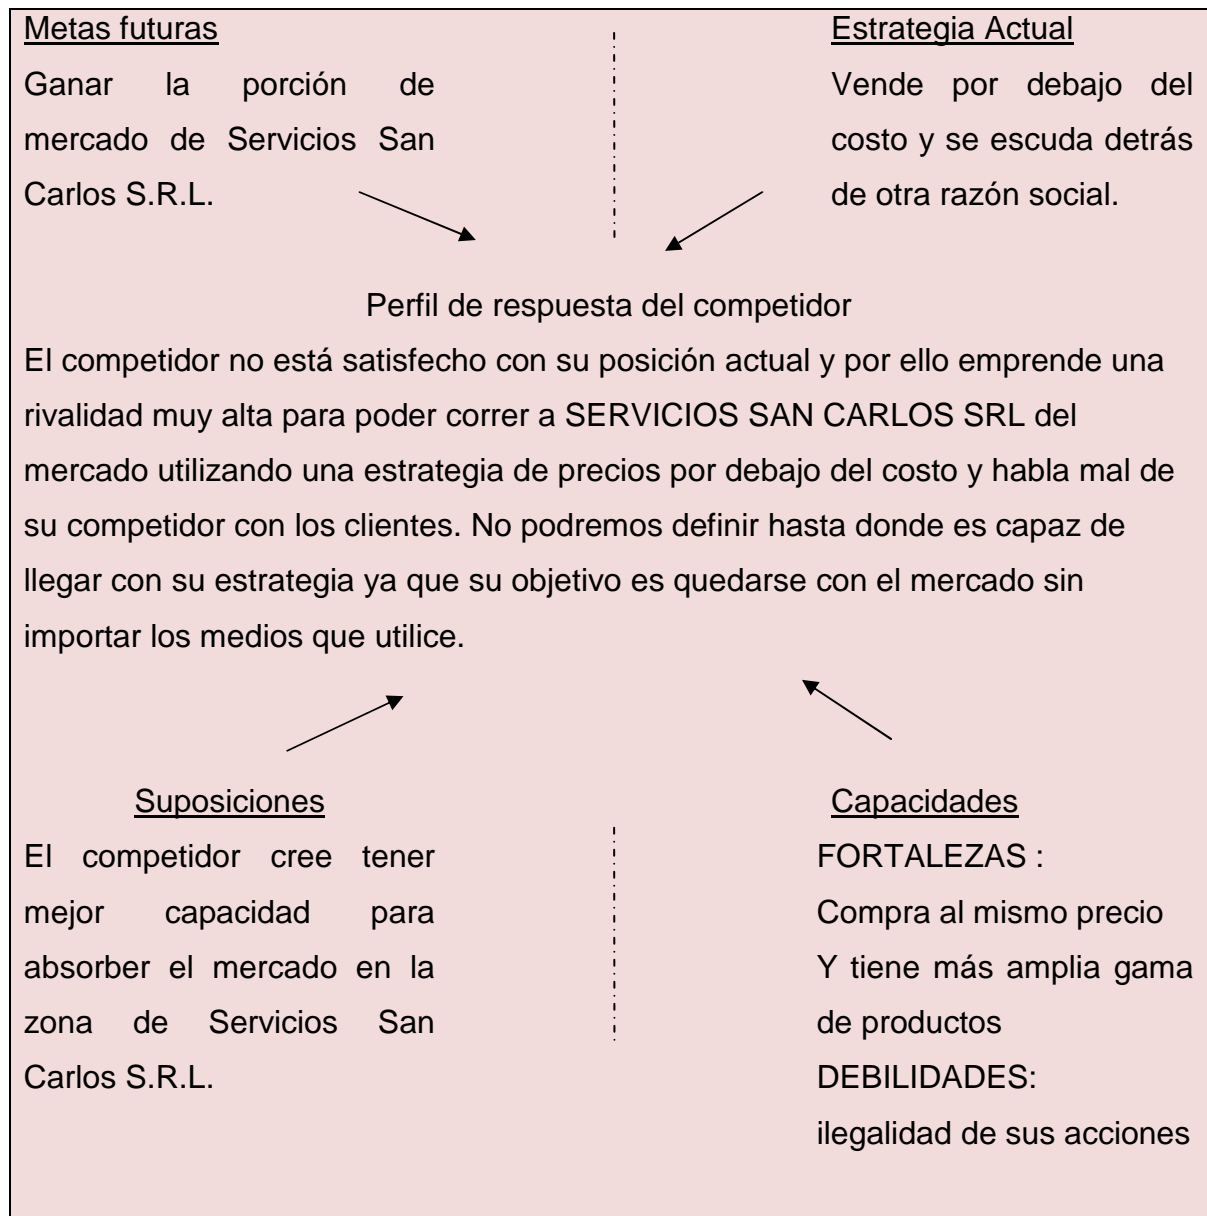 Metas futuras
Ganar la porción de
mercado de Servicios San
Carlos S.R.L.
Estrategia Actual
Vende por debajo del
costo y se escuda detrás
de otra razón social.
Perfil de respuesta del competidor
El competidor no está satisfecho con su posición actual y por ello emprende una
rivalidad muy alta para poder correr a SERVICIOS SAN CARLOS SRL del
mercado utilizando una estrategia de precios por debajo del costo y habla mal de
su competidor con los clientes. No podremos definir hasta donde es capaz de
llegar con su estrategia ya que su objetivo es quedarse con el mercado sin
importar los medios que utilice.
Suposiciones
El competidor cree tener
mejor capacidad para
absorber el mercado en la
zona de Servicios San
Carlos S.R.L.
Capacidades
FORTALEZAS :
Compra al mismo precio
Y tiene más amplia gama
de productos
DEBILIDADES:
ilegalidad de sus acciones